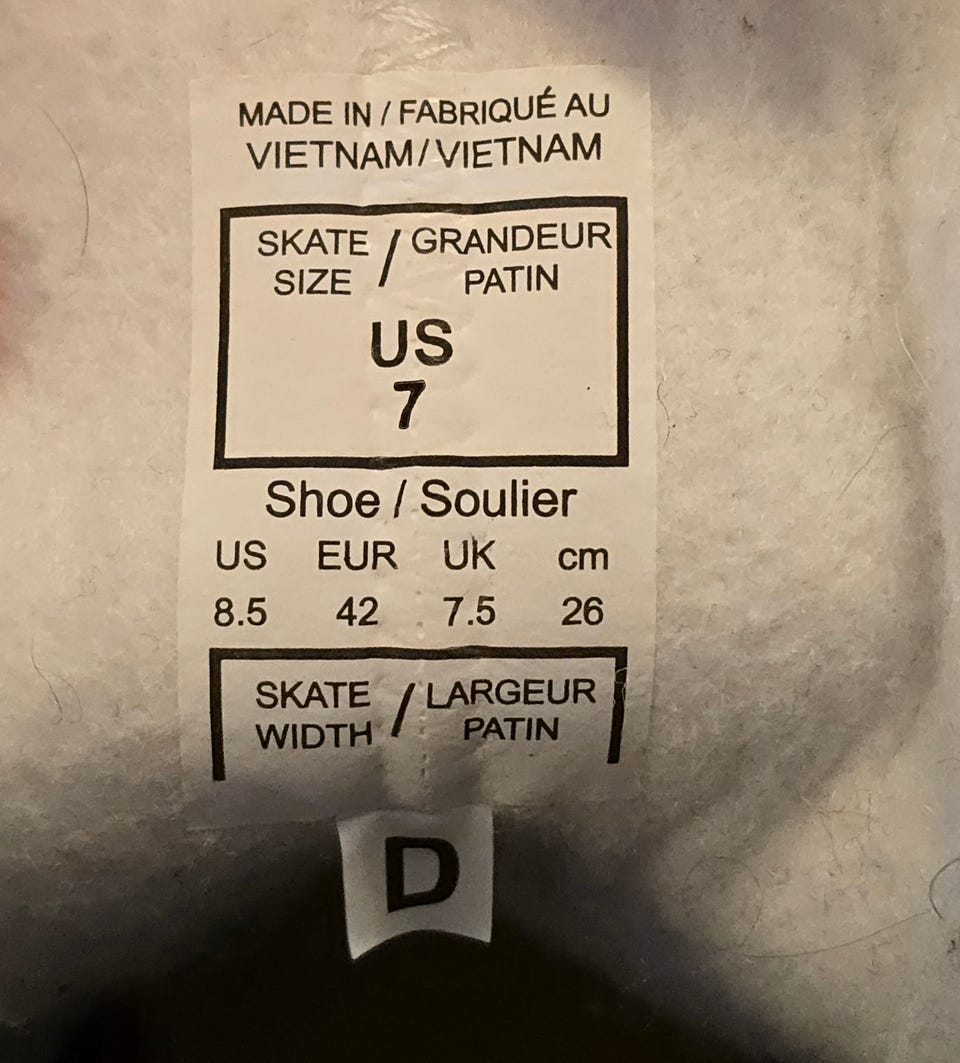 MADE IN / FABRIQUÉ AU
VIETNAM/VIETNAM
SKATE / GRANDEUR
SIZE PATIN
US
7
Shoe / Soulier
US EUR UK cm
8.5 42 7.5 26
SKATE / LARGEUR
WIDTH PATIN
D